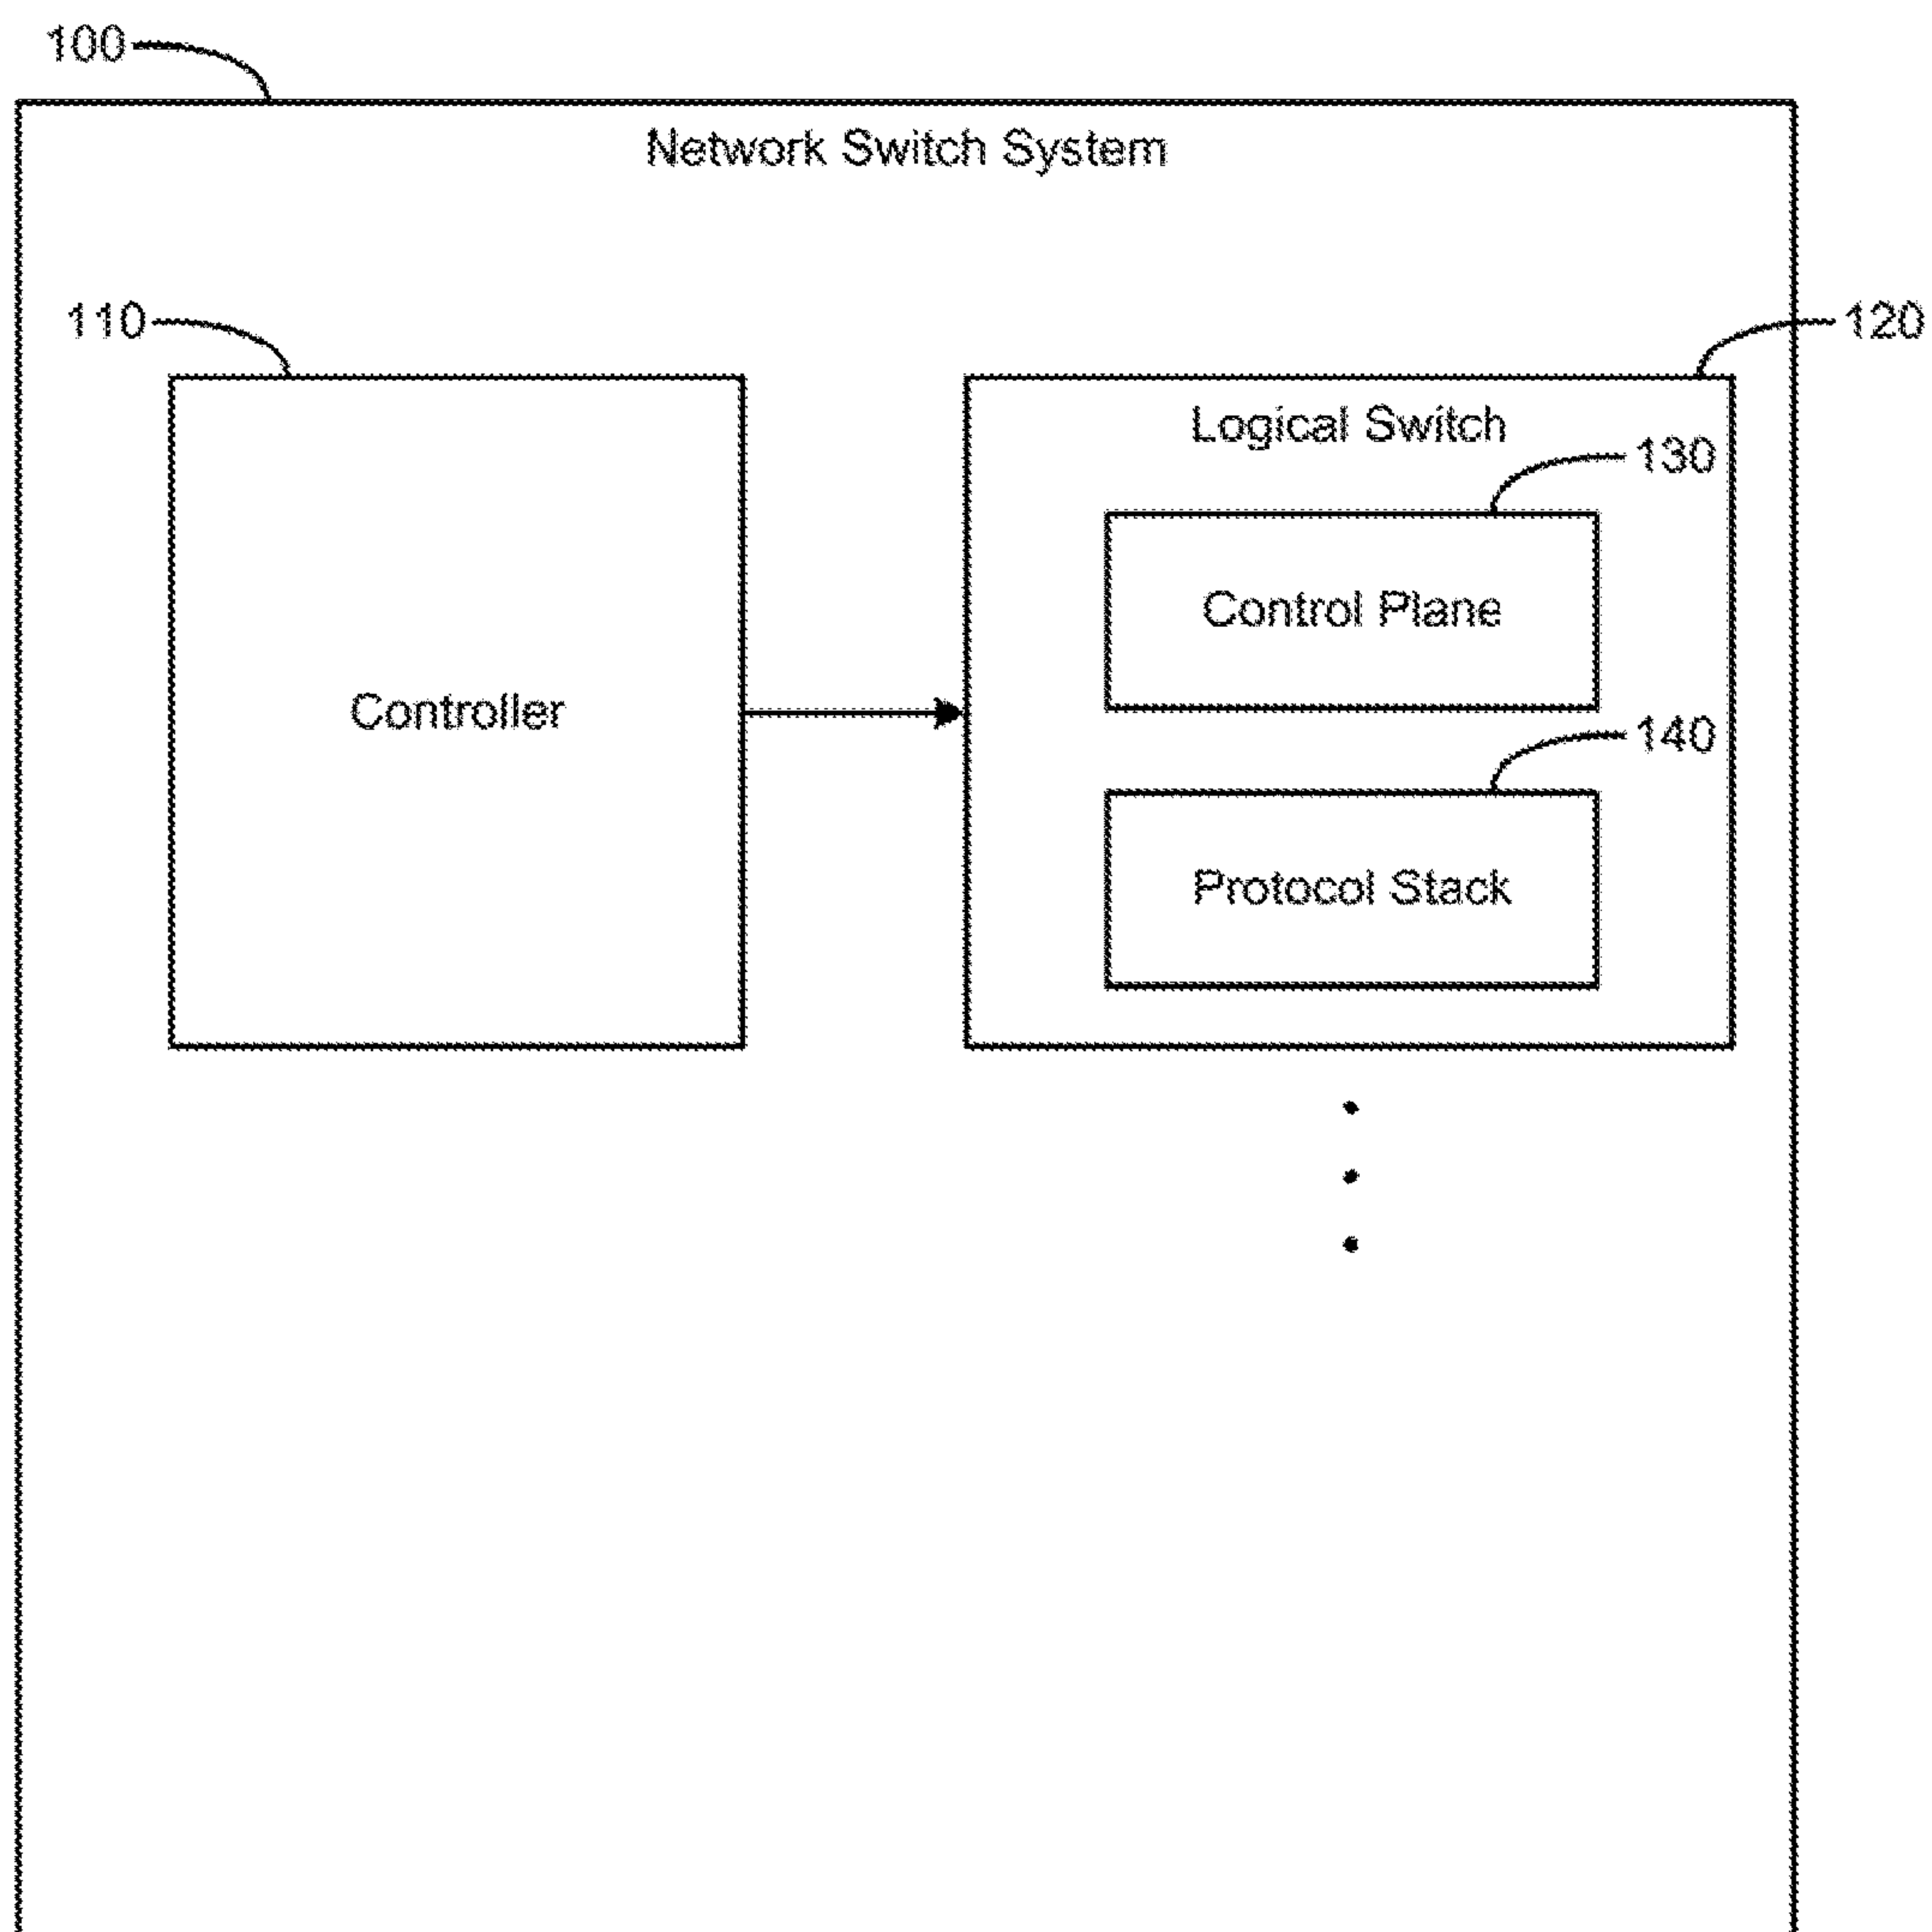 100
Network Switch System
110
120
Logical Switch
130
Control Plane
Controller
140
Protocol Stack